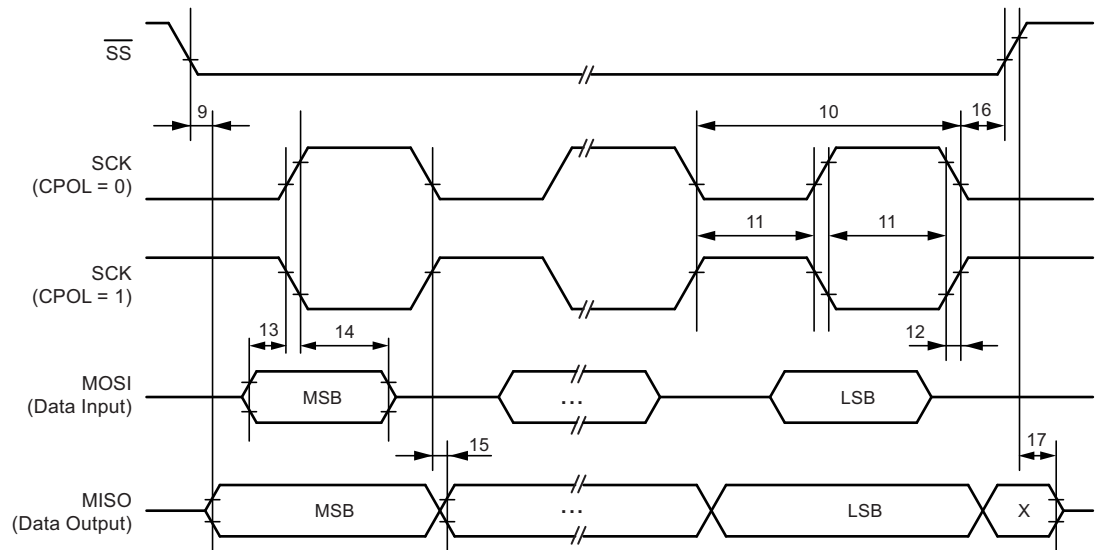 SS
9
10
16
SCK
(CPOL = 0)
11
11
SCK
(CPOL = 1)
13
14
12
MOSI
(Data Input)
MSB
...
LSB
15
17
MISO
(Data Output)
MSB
...
LSB
X